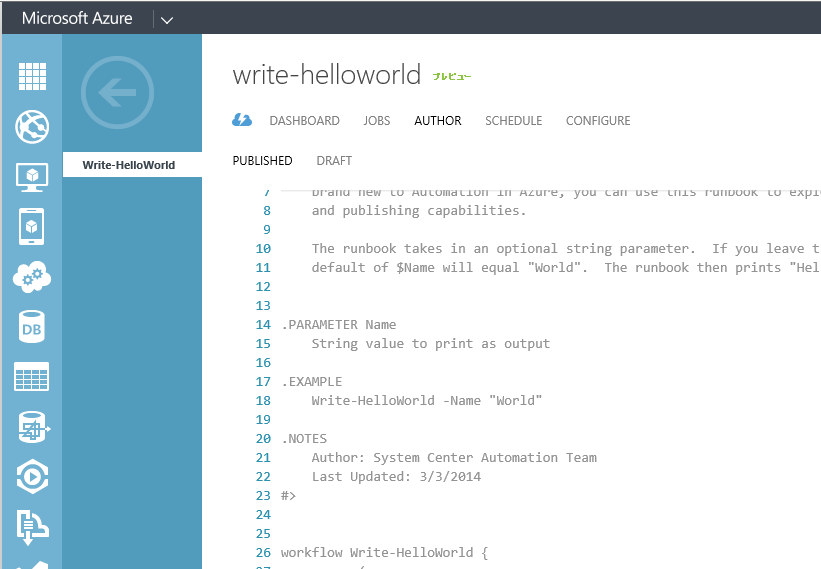 Microsoft Azure
write-helloworld プレビュー
DASHBOARD JOBS AUTHOR SCHEDULE CONFIGURE
Write-HelloWorld
PUBLISHED DRAFT
7 brand new to Automation in Azure, you can use this runbook to expl
8 and publishing capabilities.
9
10 The runbook takes in an optional string parameter. If you leave t
11 default of $Name will equal "World". The runbook then prints "Hel
12
13
14 .PARAMETER Name
15 String value to print as output
16
17 .EXAMPLE
18 Write-HelloWorld -Name "World"
19
20 .NOTES
21 Author: System Center Automation Team
22 Last Updated: 3/3/2014
23 #>
24
25
26 workflow Write-HelloWorld {
27
DB